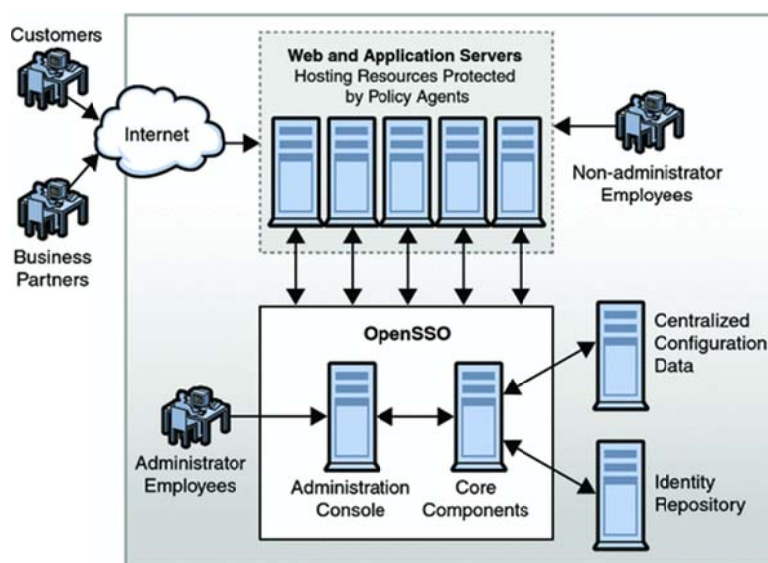 Customers
Web and Application Servers
Hosting Resources Protected
by Policy Agents
Internet
Non-administrator
Employees
Business
Partners
OpenSSO
Centralized
Configuration
Data
Administrator
Employees
Administration
Console
Core
Components
Identity
Repository